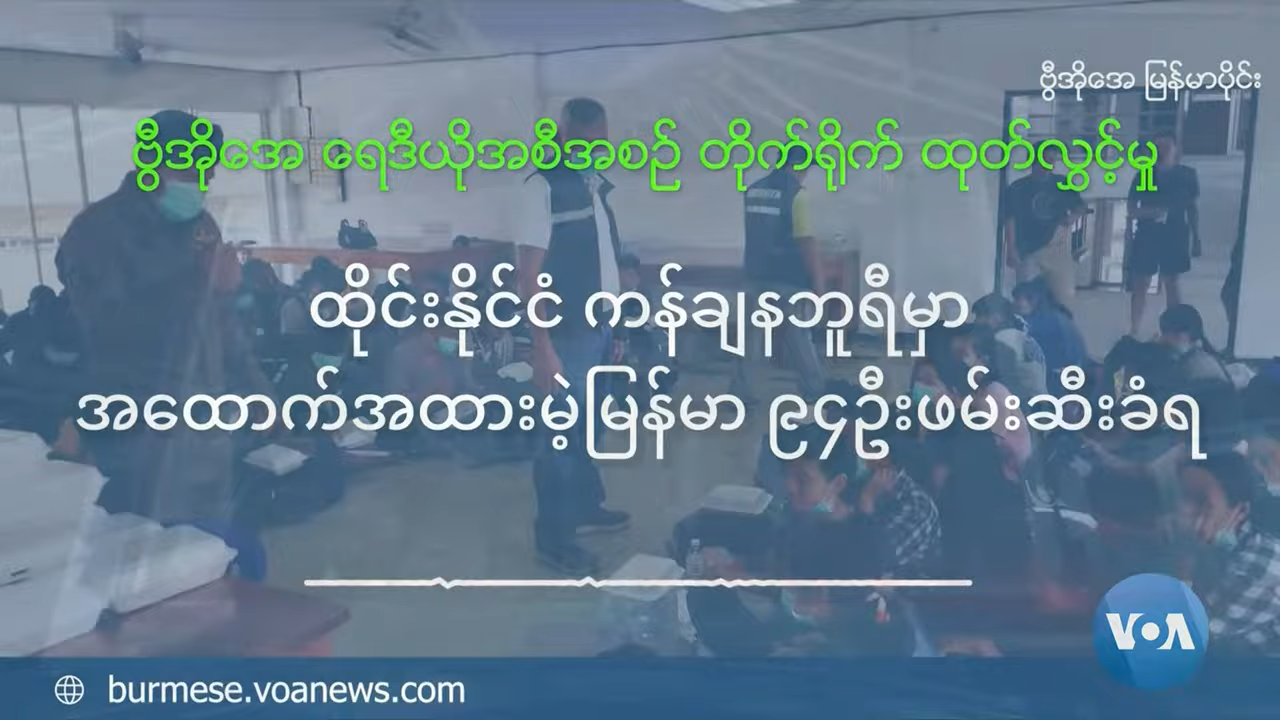 ဗွီအိုအေ မြန်မာပိုင်း
ဗွီအိုအေ ရေဒီယိုအစီအစဉ် တိုက်ရိုက် ထုတ်လွှင့်မှု
ထိုင်းနိုင်ငံ ကန်ချနဘူရီမှာ
အထောက်အထားမဲ့မြန်မာ ၉၄ဦးဖမ်းဆီးခံရ
VOA
burmese.voanews.com